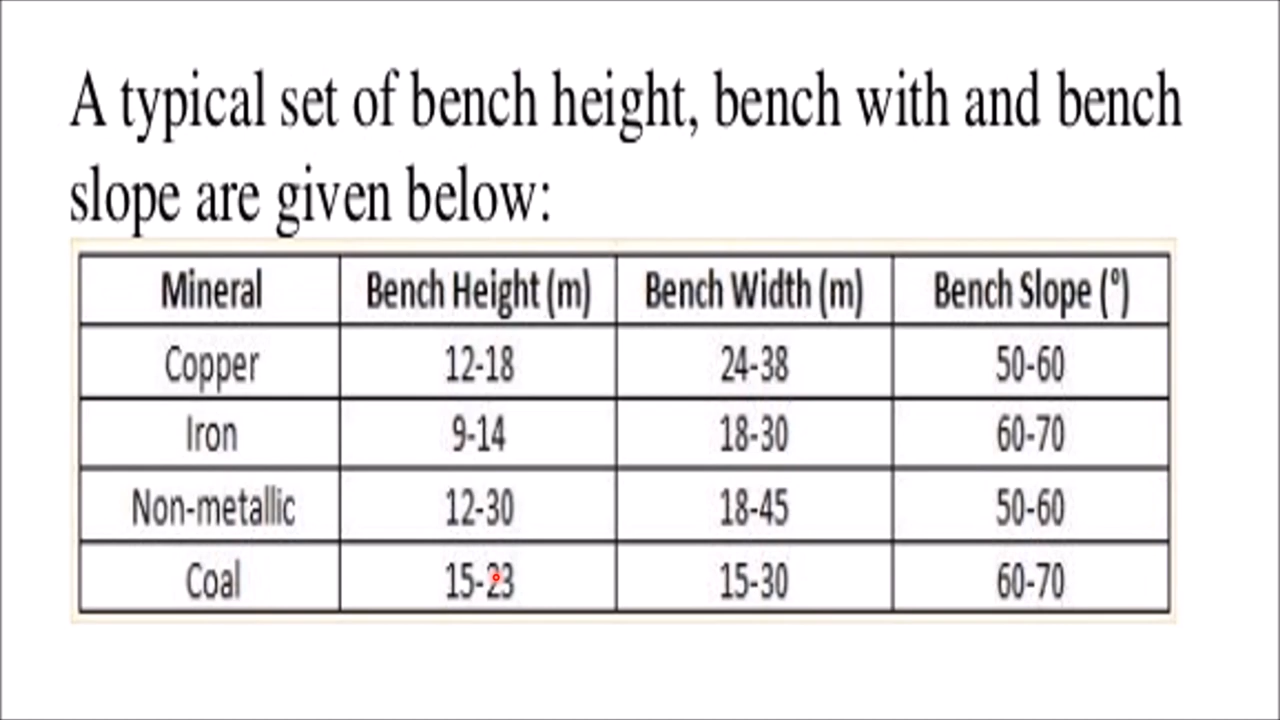 A typical set of bench height, bench with and bench
slope are given below:
Mineral Bench Height (m) Bench Width (m) Bench Slope (°)
Copper 12-18 24-38 50-60
Iron 9-14 18-30 60-70
Non-metallic 12-30 18-45 50-60
Coal 15-23 15-30 60-70